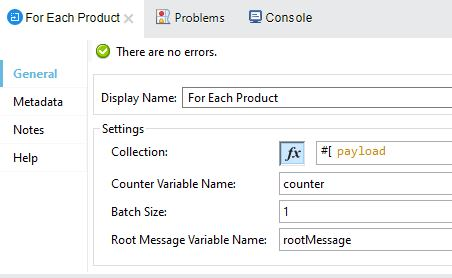 For Each Product
Problems
Console
There are no errors.
General
Metadata
Notes
Help
Display Name: For Each Product
Settings
Collection: fx #[ payload
Counter Variable Name: counter
Batch Size: 1
Root Message Variable Name: rootMessage